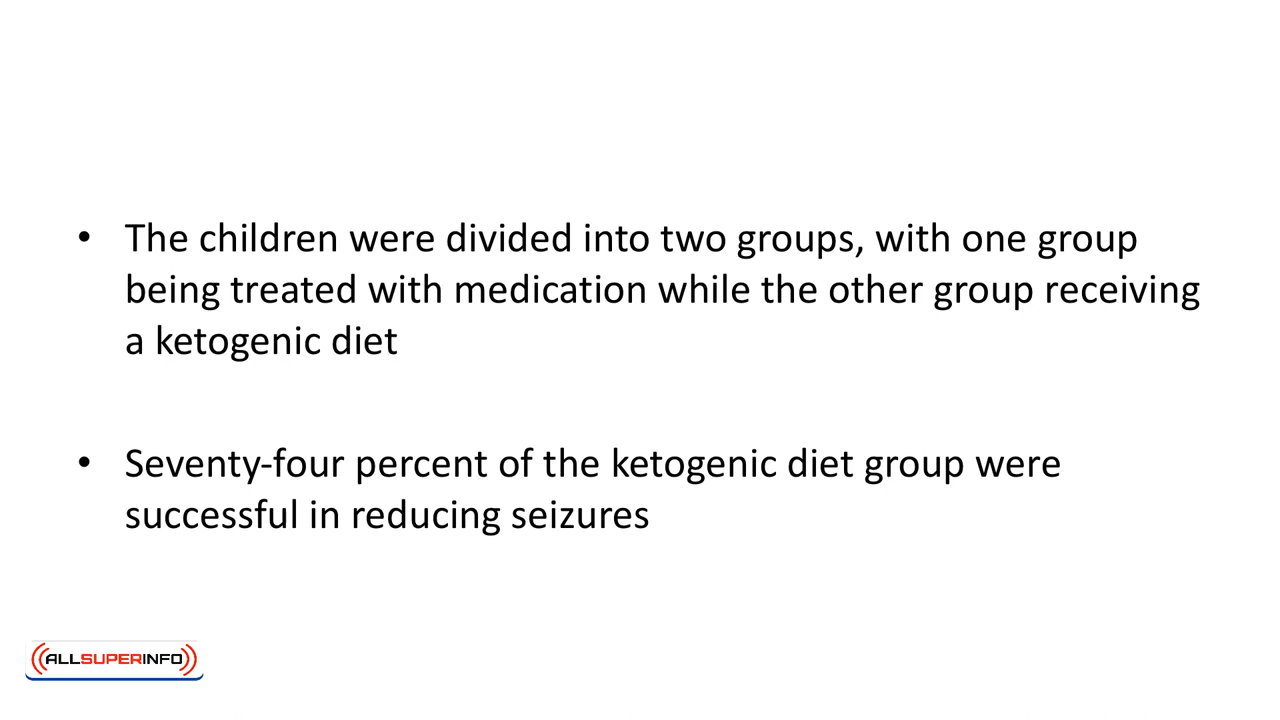 • The children were divided into two groups, with one group
being treated with medication while the other group receiving
a ketogenic diet
• Seventy-four percent of the ketogenic diet group were
successful in reducing seizures
ALLSUPERINFO